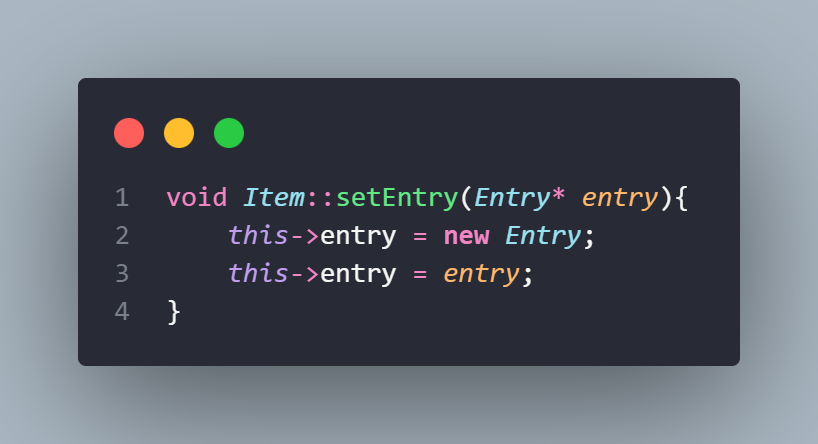 1 void Item::setEntry(Entry* entry){
2     this->entry = new Entry;
3     this->entry = entry;
4 }